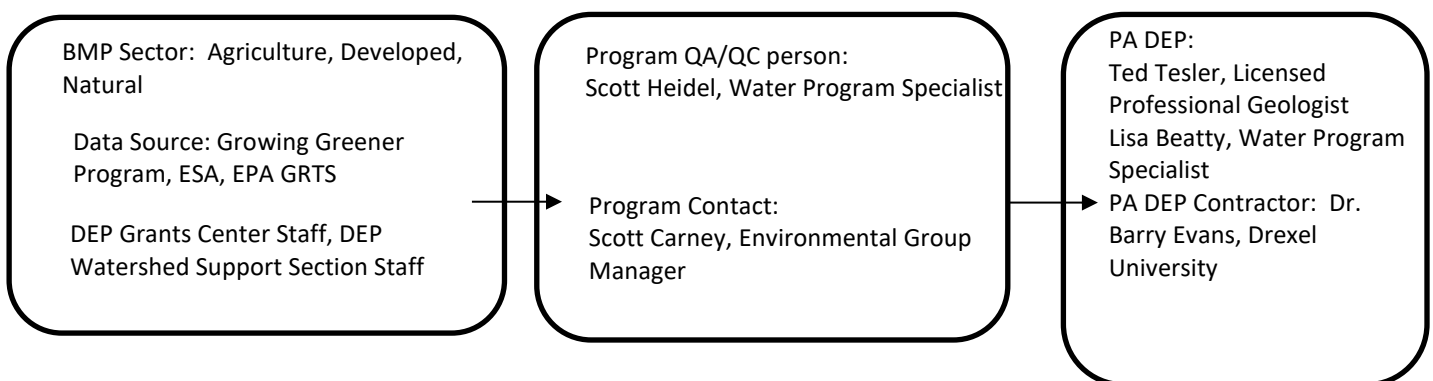 BMP Sector: Agriculture, Developed,
Natural
Data Source: Growing Greener
Program, ESA, EPA GRTS
DEP Grants Center Staff, DEP
Watershed Support Section Staff
Program QA/QC person:
Scott Heidel, Water Program Specialist
Program Contact:
Scott Carney, Environmental Group
Manager
PA DEP:
Ted Tesler, Licensed
Professional Geologist
Lisa Beatty, Water Program
Specialist
PA DEP Contractor: Dr.
Barry Evans, Drexel
University